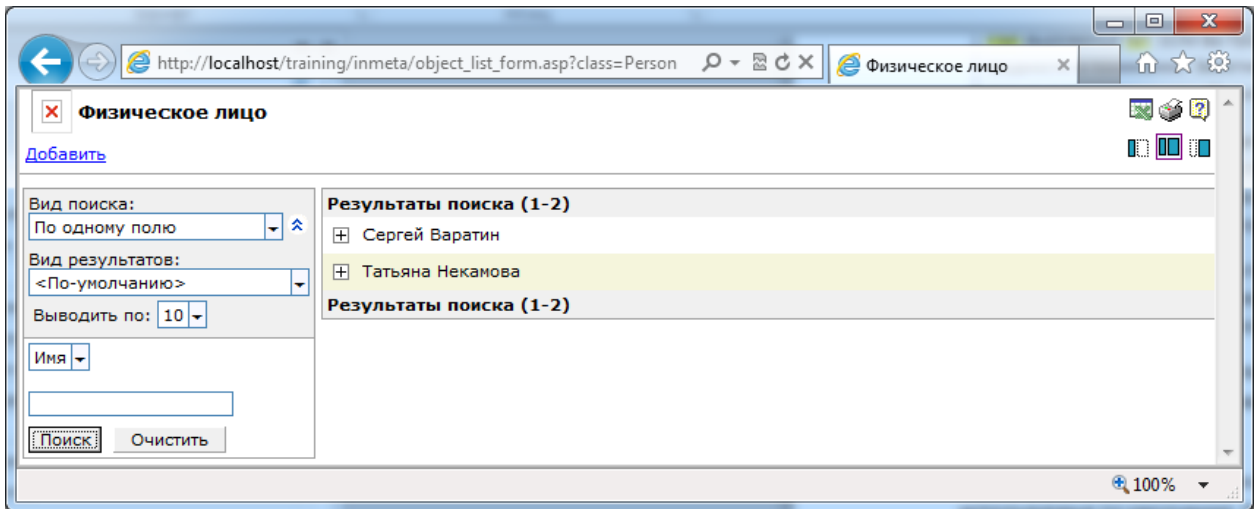 http://localhost/training/inmeta/object_list_form.asp?class=Person
Физическое лицо
Физическое лицо
Добавить
Вид поиска:
По одному полю
Вид результатов:
<По-умолчанию>
Выводить по: 10
Имя
Поиск Очистить
Результаты поиска (1-2)
Сергей Варатин
Татьяна Некамова
Результаты поиска (1-2)
100%